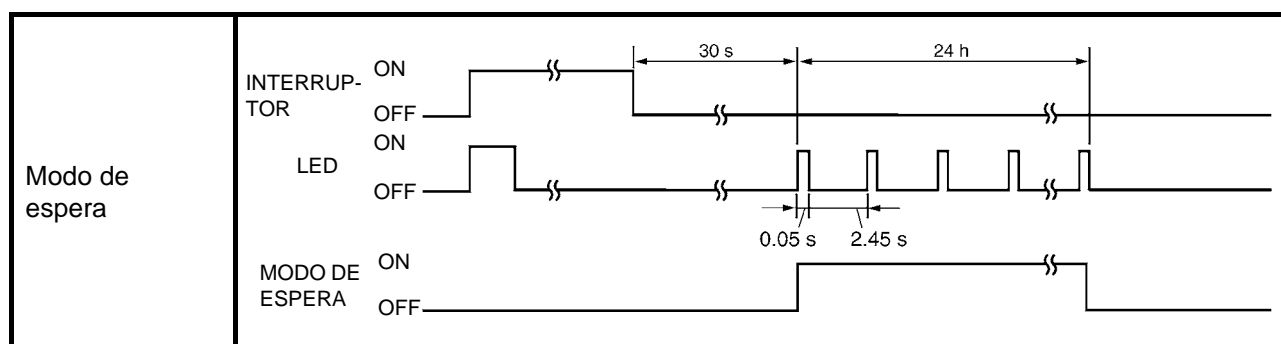 Modo de
espera
30 s
24 h
INTERRUP-
TOR
ON
OFF
LED
ON
OFF
0.05 s
2.45 s
MODO DE
ESPERA
ON
OFF